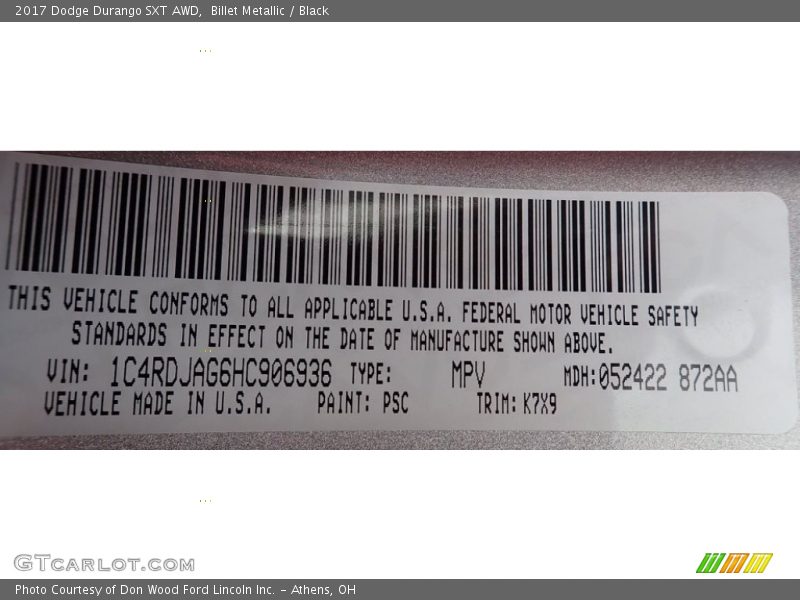 2017 Dodge Durango SXT AWD,  Billet Metallic / Black
THIS VEHICLE CONFORMS TO ALL APPLICABLE U.S.A. FEDERAL MOTOR VEHICLE SAFETY
STANDARDS IN EFFECT ON THE DATE OF MANUFACTURE SHOWN ABOVE.
VIN: 1C4RDJAG6HC906936 TYPE: MPV MDH:052422 872AA
VEHICLE MADE IN U.S.A. PAINT: PSC TRIM: K7X9
GTCARLOT.COM
Photo Courtesy of Don Wood Ford Lincoln Inc. - Athens, OH